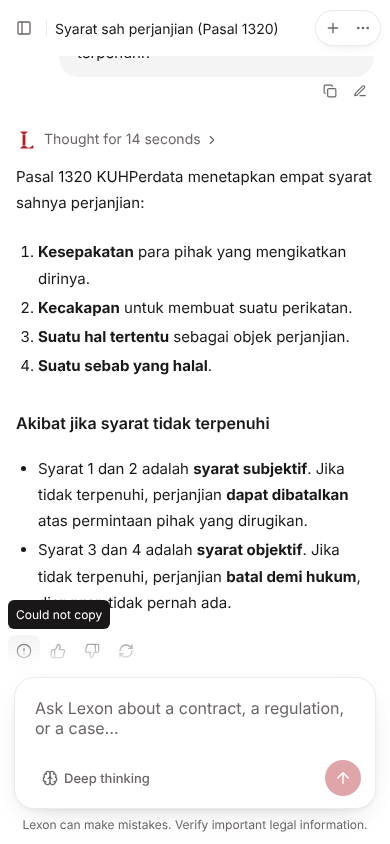 Syarat sah perjanjian (Pasal 1320)
Thought for 14 seconds
Pasal 1320 KUHPerdata menetapkan empat syarat
sahnya perjanjian:
1. Kesepakatan para pihak yang mengikatkan
dirinya.
2. Kecakapan untuk membuat suatu perikatan.
3. Suatu hal tertentu sebagai objek perjanjian.
4. Suatu sebab yang halal.
Akibat jika syarat tidak terpenuhi
• Syarat 1 dan 2 adalah syarat subjektif. Jika
tidak terpenuhi, perjanjian dapat dibatalkan
atas permintaan pihak yang dirugikan.
• Syarat 3 dan 4 adalah syarat objektif. Jika
tidak terpenuhi, perjanjian batal demi hukum,
tidak pernah ada.
Could not copy
Ask Lexon about a contract, a regulation,
or a case...
Deep thinking
Lexon can make mistakes. Verify important legal information.